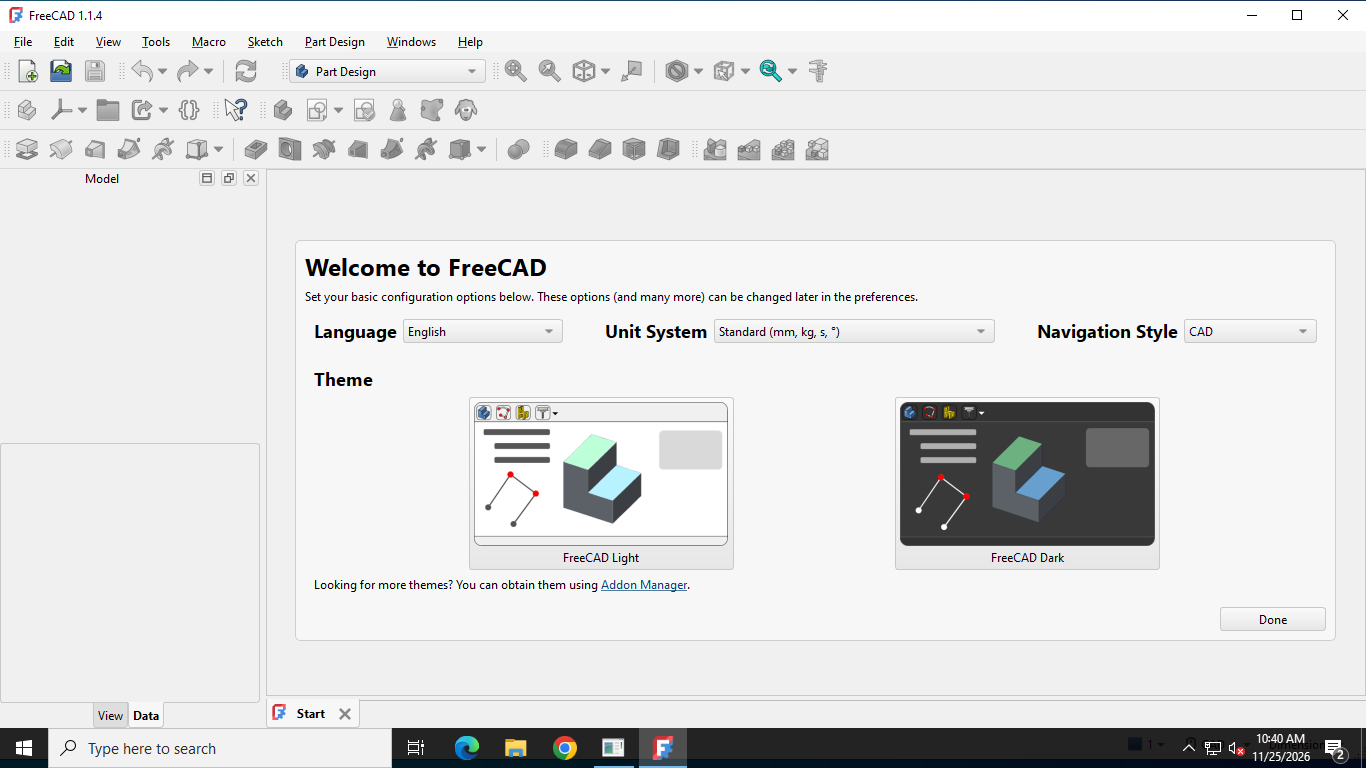 FreeCAD 1.1.4
File Edit View Tools Macro Sketch Part Design Windows Help
Part Design
Model
Welcome to FreeCAD
Set your basic configuration options below. These options (and many more) can be changed later in the preferences.
Language English Unit System Standard (mm, kg, s, °) Navigation Style CAD
Theme
FreeCAD Light FreeCAD Dark
Looking for more themes? You can obtain them using Addon Manager.
Done
View Data Start
Type here to search
1
10:40 AM
11/25/2026
2